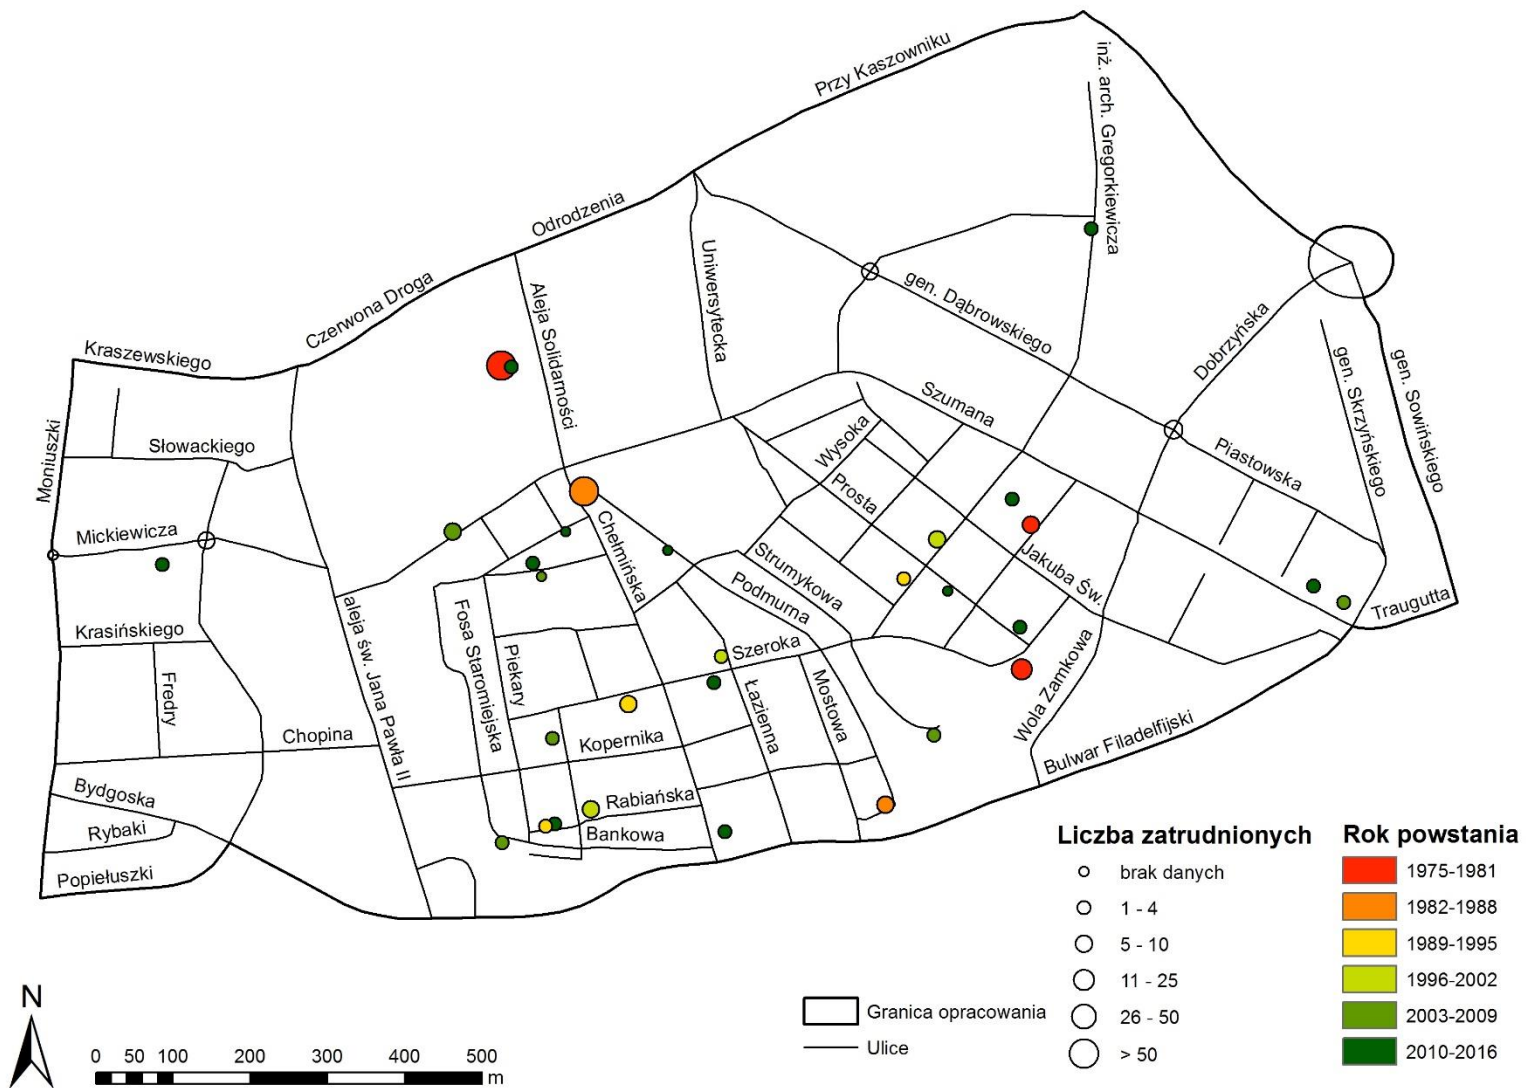 Przy Kaszowniku
inż. arch. Gregorkiewicza
Odrodzenia
Czerwona Droga
Kraszewskiego
Aleja Solidarności
Uniwersytecka
gen. Dąbrowskiego
Dobrzyńska
gen. Skrzyńskiego
gen. Sowińskiego
Moniuszki
Słowackiego
Szumana
Wysoka
Piastowska
Mickiewicza
Prosta
Chełmińska
Strumykowa
Podmurna
Jakuba Św.
Traugutta
Krasińskiego
aleja św. Jana Pawła II
Fosa Staromiejska
Piekary
Szeroka
Fredry
Łazienna
Mostowa
Wola Zamkowa
Bulwar Filadelfijski
Chopina
Kopernika
Bydgoska
Rybaki
Rabiańska
Bankowa
Popiełuszki
Liczba zatrudnionych
brak danych
1 - 4
5 - 10
11 - 25
26 - 50
> 50
Rok powstania
1975-1981
1982-1988
1989-1995
1996-2002
2003-2009
2010-2016
Granica opracowania
Ulice
N
0 50 100 200 300 400 500
m